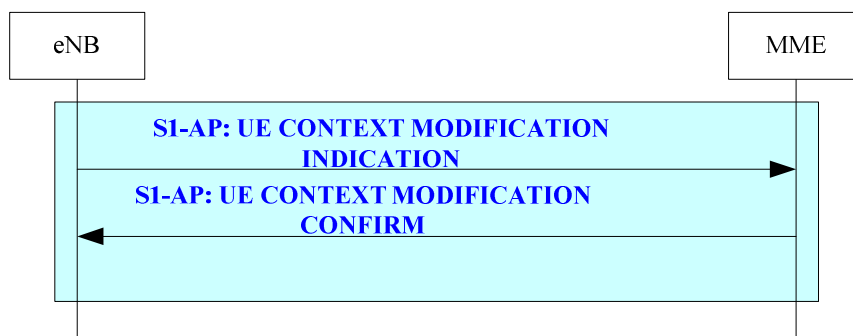 eNB
MME
S1-AP: UE CONTEXT MODIFICATION
INDICATION
S1-AP: UE CONTEXT MODIFICATION
CONFIRM